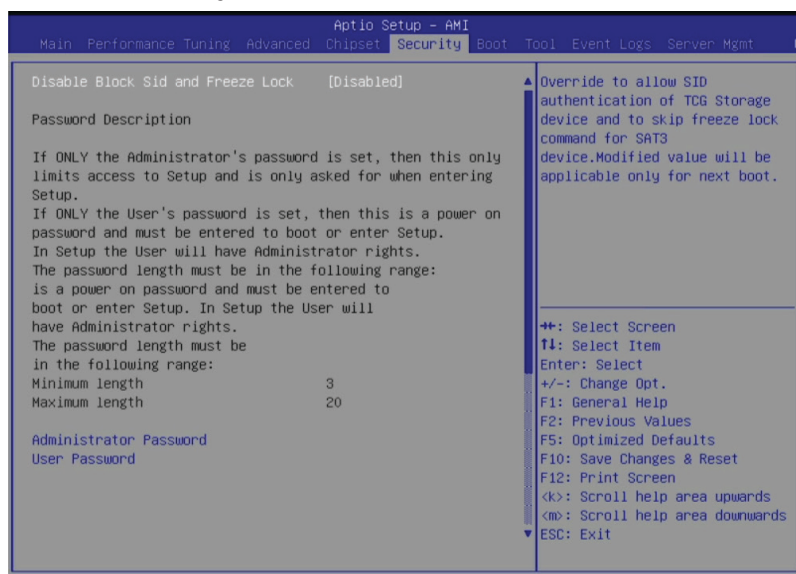 Aptio Setup - AMI
Main Performance Tuning Advanced Chipset Security Boot Tool Event Logs Server Mgmt
Disable Block Sid and Freeze Lock [Disabled]
Password Description
If ONLY the Administrator's password is set, then this only
limits access to Setup and is only asked for when entering
Setup.
If ONLY the User's password is set, then this is a power on
password and must be entered to boot or enter Setup.
In Setup the User will have Administrator rights.
The password length must be in the following range:
is a power on password and must be entered to
boot or enter Setup. In Setup the User will
have Administrator rights.
The password length must be
in the following range:
Minimum length 3
Maximum length 20
Administrator Password
User Password
Override to allow SID
authentication of TCG Storage
device and to skip freeze lock
command for SAT3
device.Modified value will be
applicable only for next boot.
→←: Select Screen
↑↓: Select Item
Enter: Select
+/-: Change Opt.
F1: General Help
F2: Previous Values
F5: Optimized Defaults
F10: Save Changes & Reset
F12: Print Screen
<k>: Scroll help area upwards
<m>: Scroll help area downwards
ESC: Exit